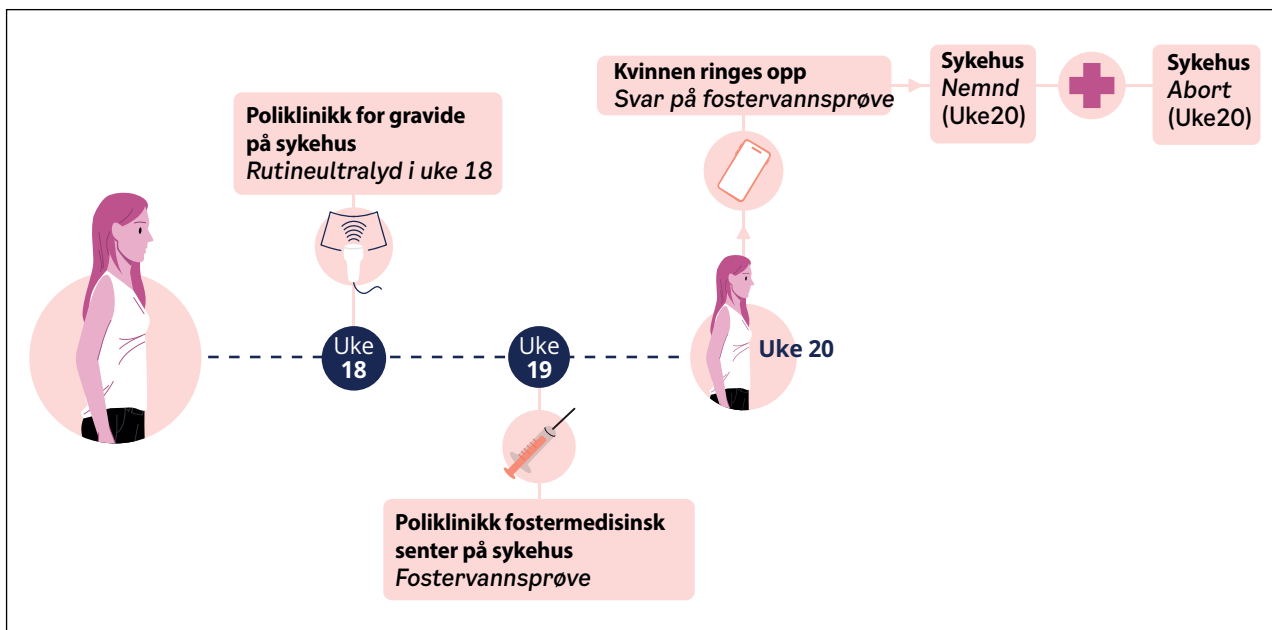 Poliklinikk for gravide
på sykehus
Rutineultralyd i uke 18
Uke
18
Uke
19
Poliklinikk fostermedisinsk
senter på sykehus
Fostervannsprøve
Uke 20
Kvinnen ringes opp
Svar på fostervannsprøve
Sykehus
Nemnd
(Uke20)
Sykehus
Abort
(Uke20)